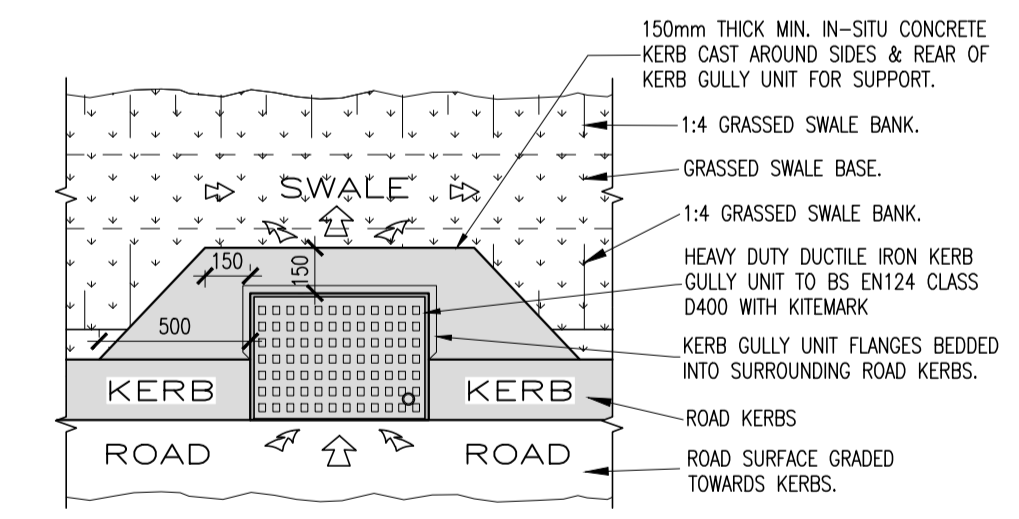 150mm THICK MIN. IN-SITU CONCRETE
KERB CAST AROUND SIDES & REAR OF
KERB GULLY UNIT FOR SUPPORT.
1:4 GRASSED SWALE BANK.
GRASSED SWALE BASE.
SWALE
1:4 GRASSED SWALE BANK.
150
150
HEAVY DUTY DUCTILE IRON KERB
GULLY UNIT TO BS EN124 CLASS
D400 WITH KITEMARK
500
KERB GULLY UNIT FLANGES BEDDED
INTO SURROUNDING ROAD KERBS.
KERB
KERB
ROAD KERBS
ROAD
ROAD
ROAD SURFACE GRADED
TOWARDS KERBS.